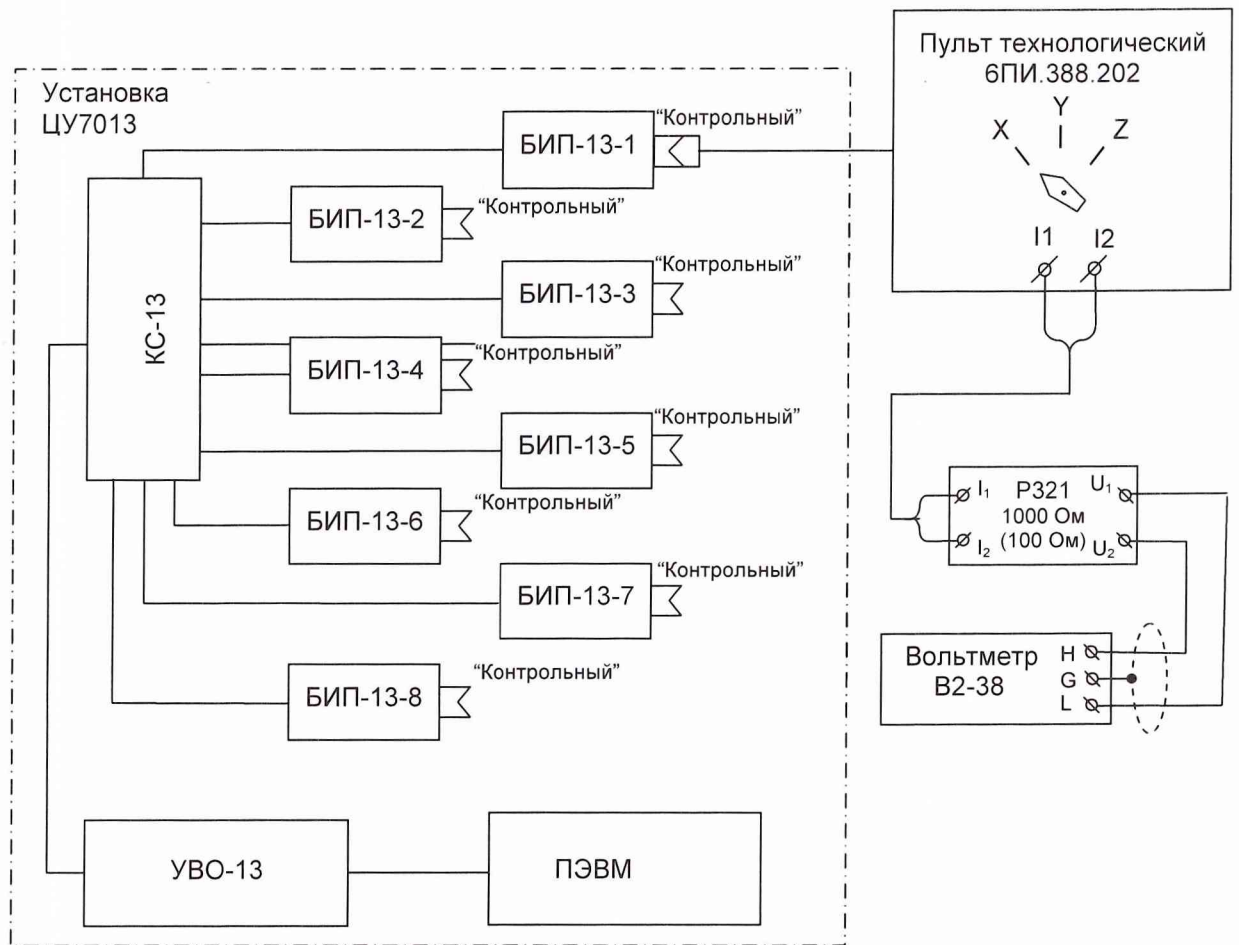 Установка
ЦУ7013
КС-13
БИП-13-1
“Контрольный”
БИП-13-2
“Контрольный”
БИП-13-3
“Контрольный”
БИП-13-4
“Контрольный”
БИП-13-5
“Контрольный”
БИП-13-6
“Контрольный”
БИП-13-7
“Контрольный”
БИП-13-8
“Контрольный”
УВО-13
ПЭВМ
Пульт технологический
6ПИ.388.202
Y
X Z
I1 I2
I₁ Р321 U₁
1000 Ом
I₂ (100 Ом) U₂
Вольтметр
В2-38
H
G
L